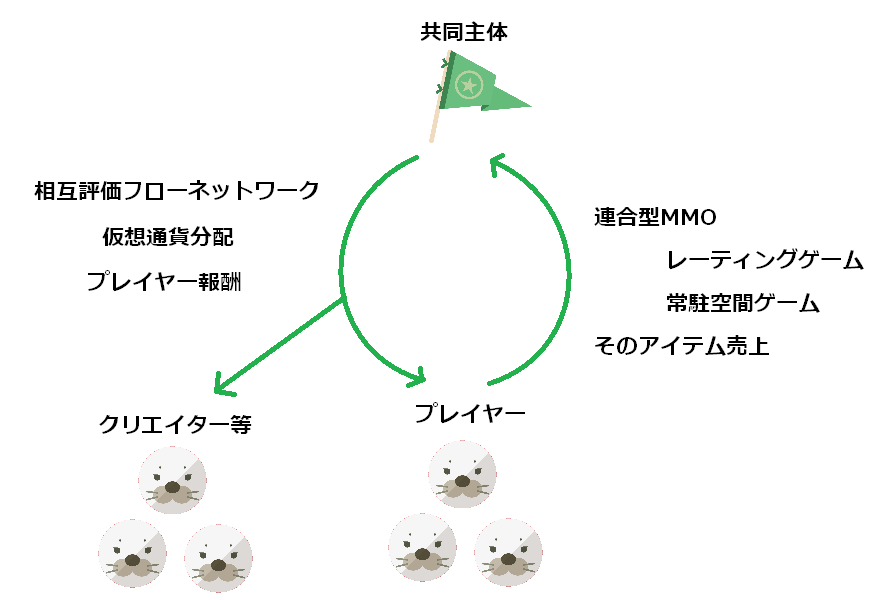 共同主体
相互評価フローネットワーク
仮想通貨分配
プレイヤー報酬
連合型MMO
レーティングゲーム
常駐空間ゲーム
そのアイテム売上
クリエイター等
プレイヤー